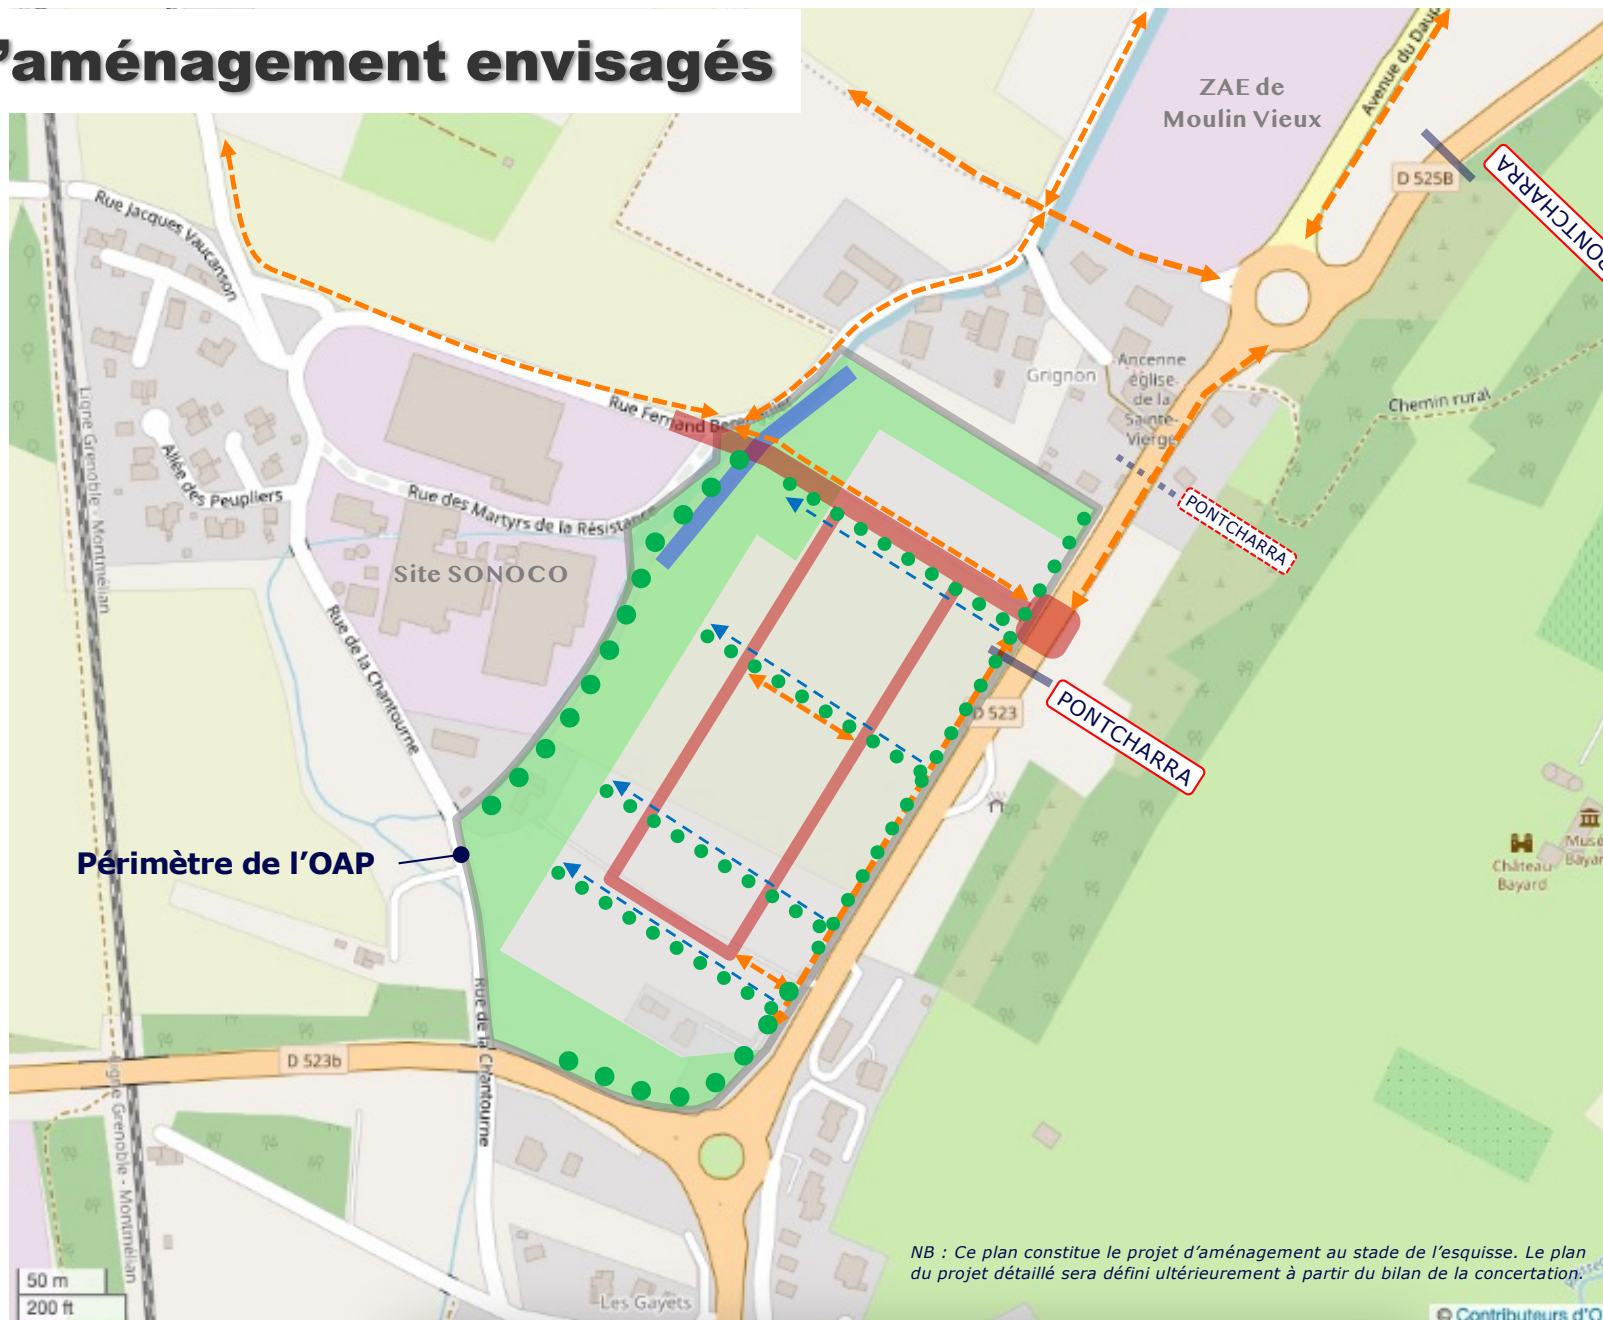 ’aménagement envisagés
ZAE de
Moulin Vieux
Avenue du Daup
D 525B
PONTCHARRA
Rue Jacques Vaucanson
Ligne Grenoble - Montmélian
Allée des Peupliers
Rue Fernand
Rue des Martyrs de la Résistance
Grignon
Ancenne
église
de la
Sainte-
Vierge
Chemin rural
PONTCHARRA
Site SONOCO
Rue de la Chantourne
D 523
PONTCHARRA
Périmètre de l’OAP
Château
Bayard
Musé
Bayar
Rue de la Chantourne
D 523b
Ligne Grenoble - Montmélian
NB : Ce plan constitue le projet d’aménagement au stade de l’esquisse. Le plan
du projet détaillé sera défini ultérieurement à partir du bilan de la concertation.
50 m
200 ft
Les Gayets
© Contributeurs d’O